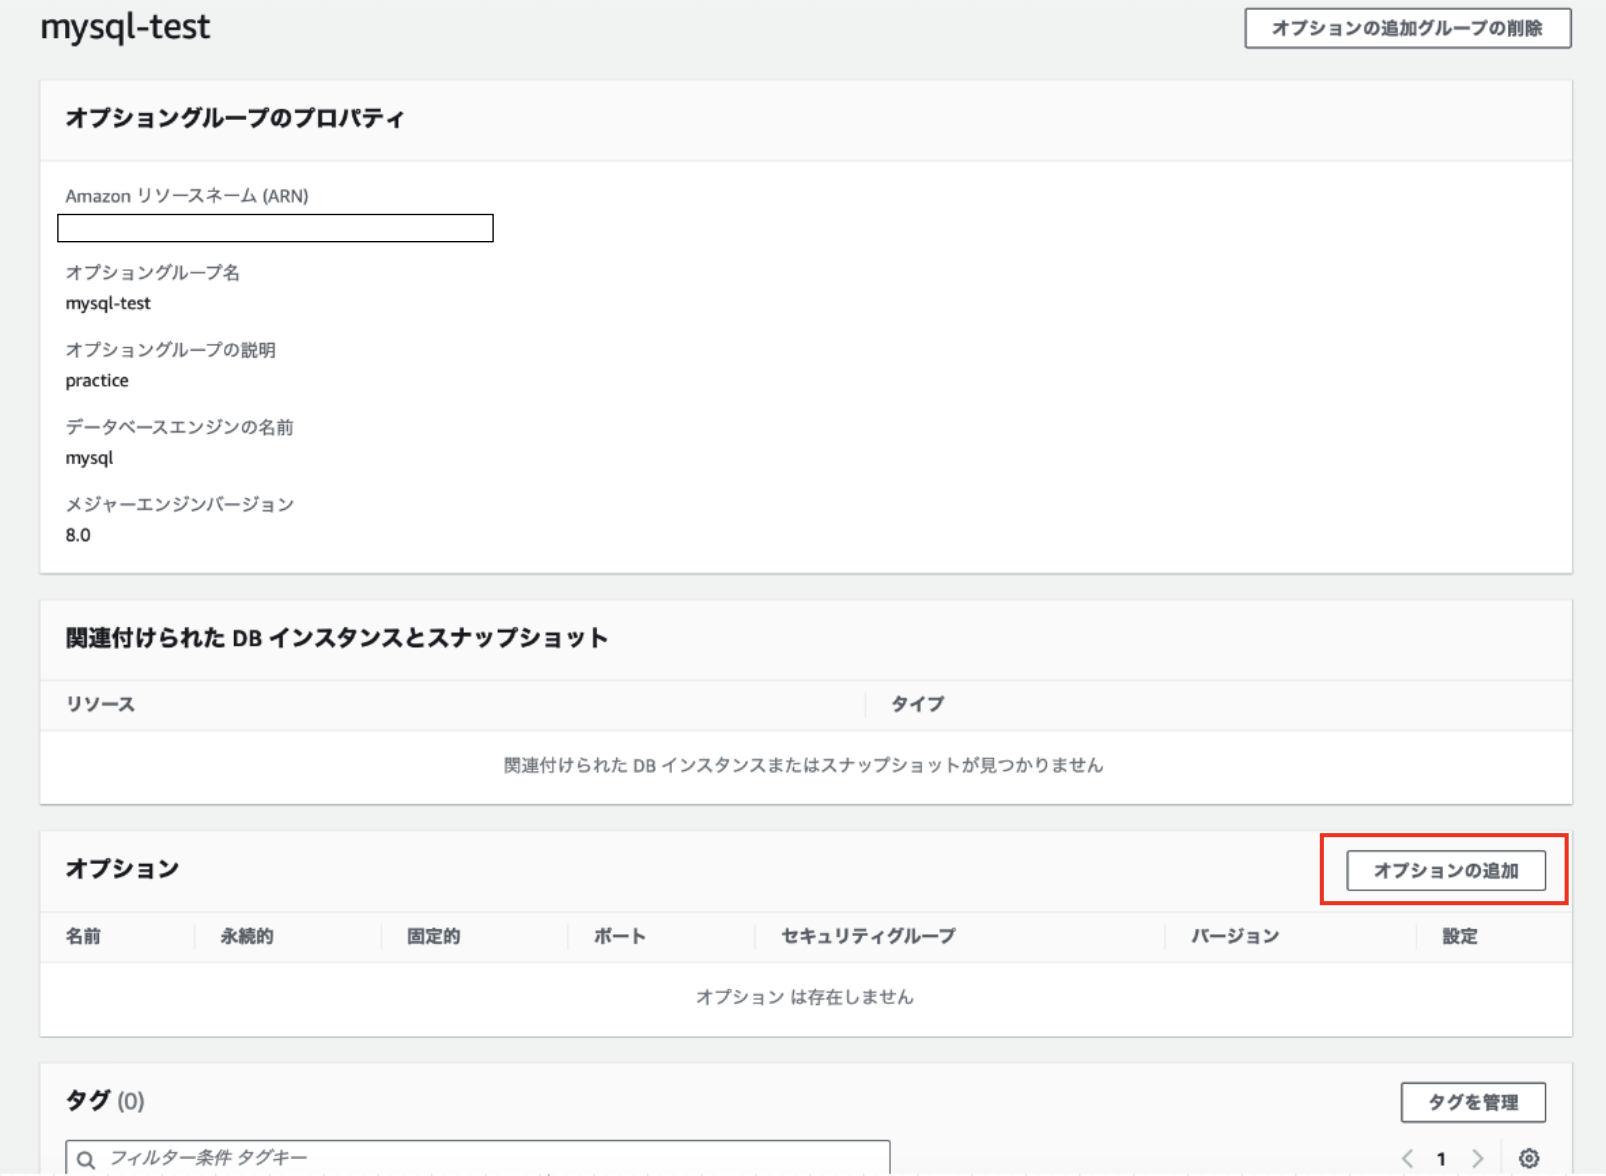 mysql-test
オプションの追加グループの削除
オプショングループのプロパティ
Amazon リソースネーム (ARN)
オプショングループ名
mysql-test
オプショングループの説明
practice
データベースエンジンの名前
mysql
メジャーエンジンバージョン
8.0
関連付けられた DB インスタンスとスナップショット
リソース タイプ
関連付けられた DB インスタンスまたはスナップショットが見つかりません
オプション オプションの追加
名前 永続的 固定的 ポート セキュリティグループ バージョン 設定
オプション は存在しません
タグ (0) タグを管理
フィルター条件 タグキー
1